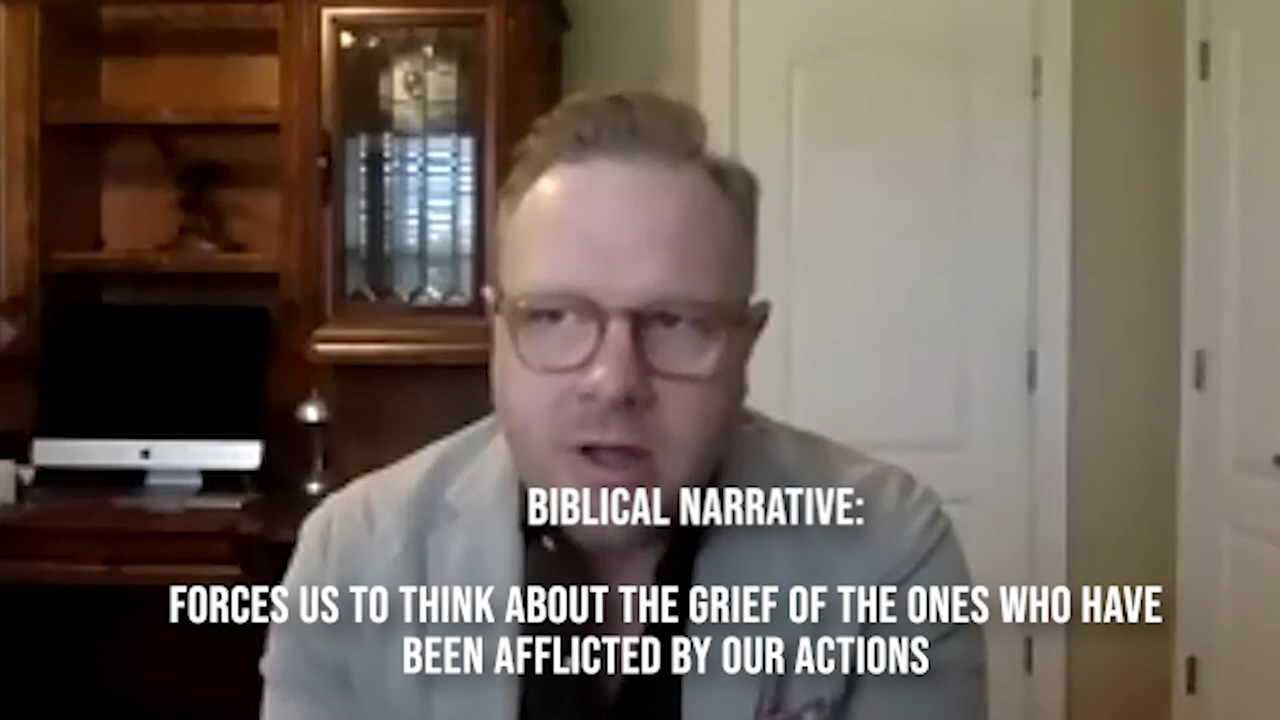 BIBLICAL NARRATIVE:
FORCES US TO THINK ABOUT THE GRIEF OF THE ONES WHO HAVE
BEEN AFFLICTED BY OUR ACTIONS